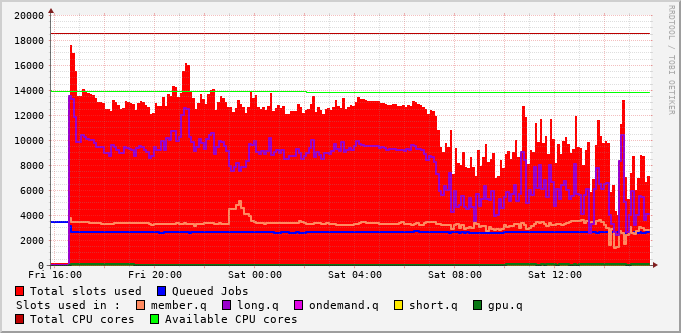 20000
18000
16000
14000
12000
10000
8000
6000
4000
2000
0
Fri 16:00 Fri 20:00 Sat 00:00 Sat 04:00 Sat 08:00 Sat 12:00
Total slots used Queued Jobs
Slots used in : member.q long.q ondemand.q short.q gpu.q
Total CPU cores Available CPU cores
RRDTOOL / TOBI OETIKER